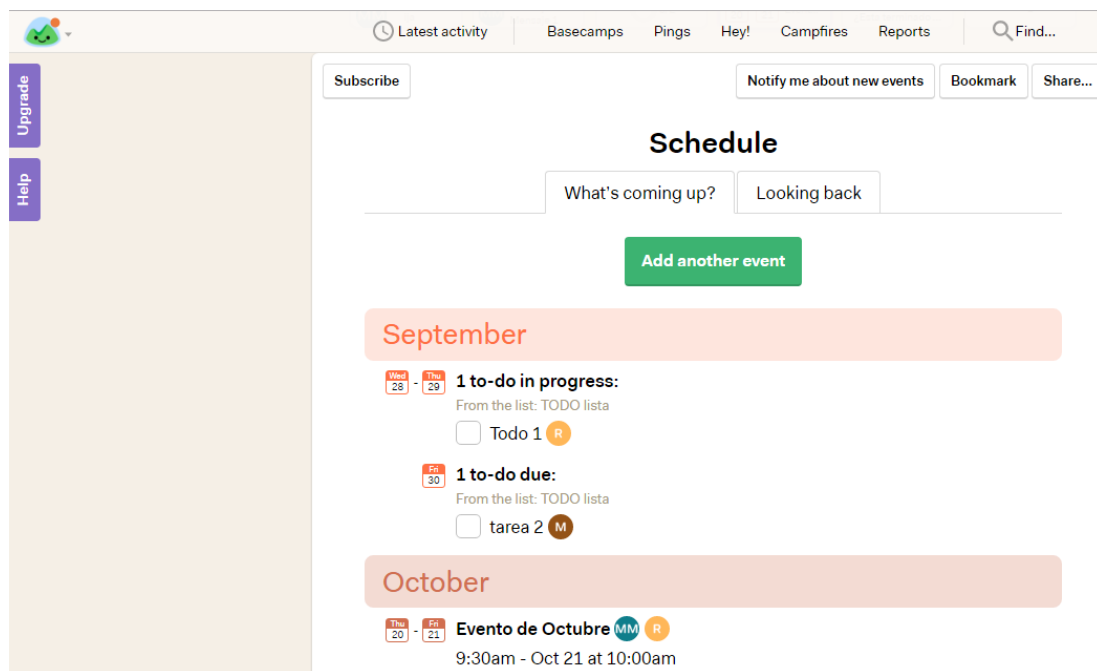 Latest activity Basecamps Pings Hey! Campfires Reports Find...
Upgrade
Help
Subscribe Notify me about new events Bookmark Share...
Schedule
What's coming up? Looking back
Add another event
September
Wed 28 - Thu 29 1 to-do in progress:
From the list: TODO lista
Todo 1 R
Fri 30 1 to-do due:
From the list: TODO lista
tarea 2 M
October
Thu 20 - Fri 21 Evento de Octubre MM R
9:30am - Oct 21 at 10:00am